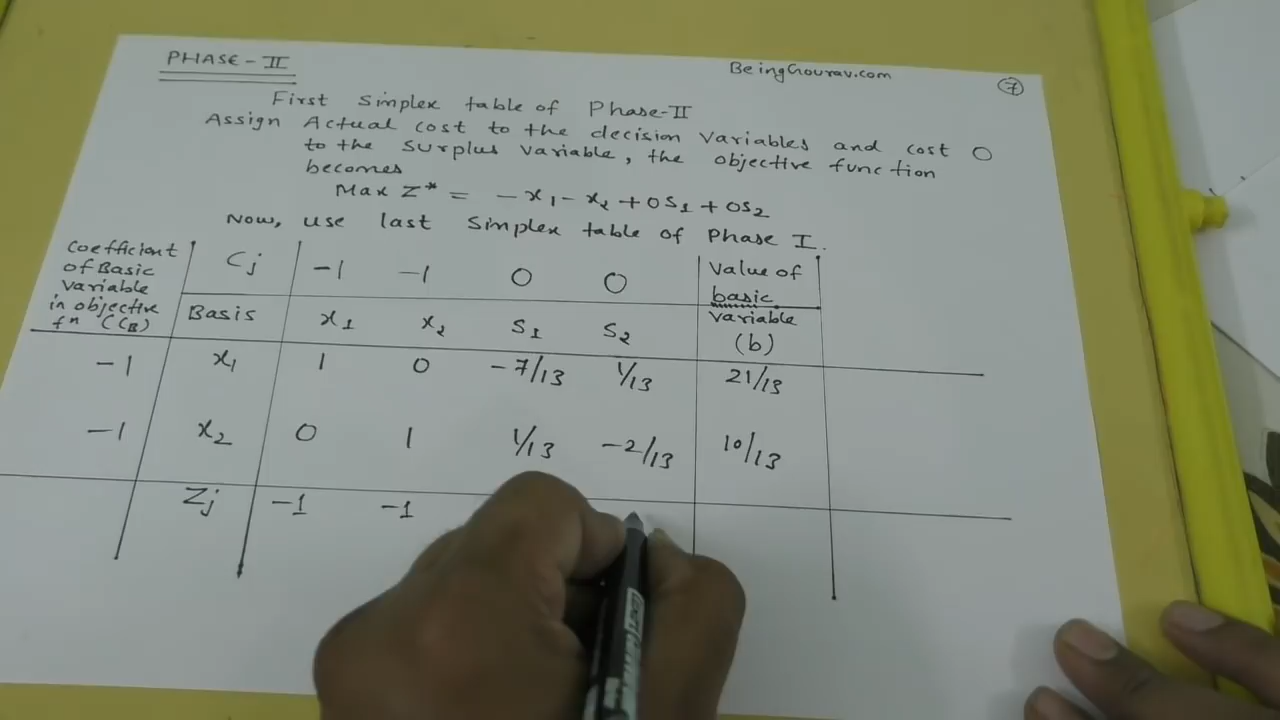 PHASE-II
BeingGourav.com
7
First Simplex table of Phase-II
Assign Actual cost to the decision variables and cost 0
to the surplus variable, the objective function
becomes
Max Z* = -x1 - x2 + 0S1 + 0S2
Now, use last Simplex table of Phase I.
Coefficient of Basic variable in objective fn (CB)
Cj -1 -1 0 0
Value of basic variable (b)
Basis x1 x2 S1 S2
-1 x1 1 0 -7/13 1/13 21/13
-1 x2 0 1 1/13 -2/13 10/13
Zj -1 -1